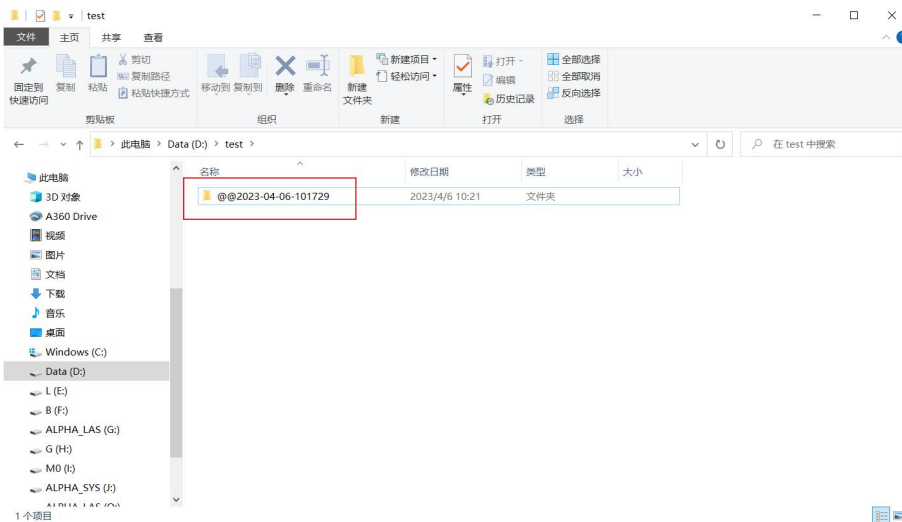 test
文件 主页 共享 查看
固定到快速访问
复制
粘贴
剪切
复制路径
粘贴快捷方式
剪贴板
移动到
复制到
删除
重命名
组织
新建文件夹
新建项目
轻松访问
新建
属性
打开
编辑
历史记录
打开
全部选择
全部取消
反向选择
选择
此电脑 > Data (D:) > test >
在 test 中搜索
此电脑
3D 对象
A360 Drive
视频
图片
文档
下载
音乐
桌面
Windows (C:)
Data (D:)
L (E:)
B (F:)
ALPHA_LAS (G:)
G (H:)
M0 (I:)
ALPHA_SYS (J:)
名称 修改日期 类型 大小
@@2023-04-06-101729 2023/4/6 10:21 文件夹
1 个项目